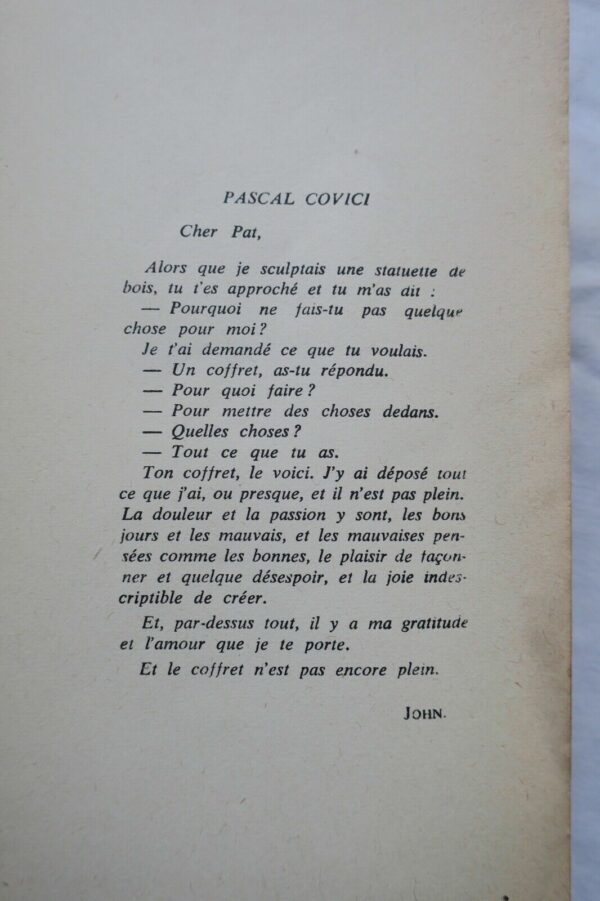 PASCAL COVICI
Cher Pat,
Alors que je sculptais une statuette de
bois, tu t'es approché et tu m'as dit :
— Pourquoi ne fais-tu pas quelque
chose pour moi ?
Je t'ai demandé ce que tu voulais.
— Un coffret, as-tu répondu.
— Pour quoi faire ?
— Pour mettre des choses dedans.
— Quelles choses ?
— Tout ce que tu as.
Ton coffret, le voici. J'y ai déposé tout
ce que j'ai, ou presque, et il n'est pas plein.
La douleur et la passion y sont, les bons
jours et les mauvais, et les mauvaises pen-
sées comme les bonnes, le plaisir de façon-
ner et quelque désespoir, et la joie indes-
criptible de créer.
Et, par-dessus tout, il y a ma gratitude
et l'amour que je te porte.
Et le coffret n'est pas encore plein.
JOHN.